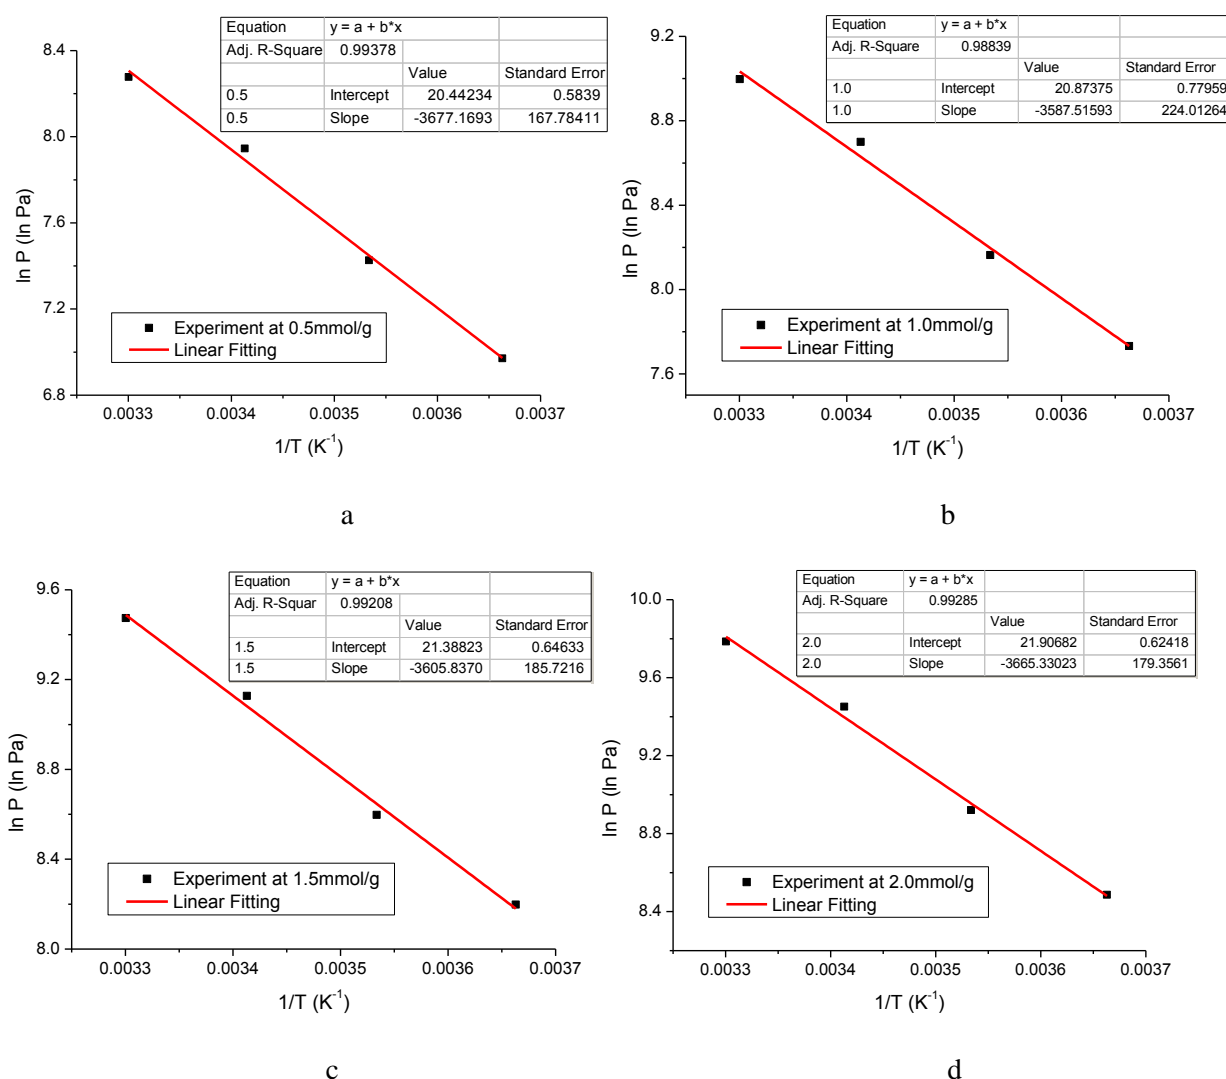 Equation y = a + b*x
Adj. R-Square 0.99378
Value Standard Error
0.5 Intercept 20.44234 0.5839
0.5 Slope -3677.1693 167.78411
8.4
8.0
7.6
7.2
6.8
ln P (ln Pa)
Experiment at 0.5mmol/g
Linear Fitting
0.0033 0.0034 0.0035 0.0036 0.0037
1/T (K⁻¹)
a
Equation y = a + b*x
Adj. R-Square 0.98839
Value Standard Error
1.0 Intercept 20.87375 0.77959
1.0 Slope -3587.51593 224.01264
9.2
8.8
8.4
8.0
7.6
ln P (ln Pa)
Experiment at 1.0mmol/g
Linear Fitting
0.0033 0.0034 0.0035 0.0036 0.0037
1/T (K⁻¹)
b
Equation y = a + b*x
Adj. R-Squar 0.99208
Value Standard Error
1.5 Intercept 21.38823 0.64633
1.5 Slope -3605.8370 185.7216
9.6
9.2
8.8
8.4
8.0
ln P (ln Pa)
Experiment at 1.5mmol/g
Linear Fitting
0.0033 0.0034 0.0035 0.0036 0.0037
1/T (K⁻¹)
c
Equation y = a + b*x
Adj. R-Square 0.99285
Value Standard Error
2.0 Intercept 21.90682 0.62418
2.0 Slope -3665.33023 179.3561
10.0
9.6
9.2
8.8
8.4
ln P (ln Pa)
Experiment at 2.0mmol/g
Linear Fitting
0.0033 0.0034 0.0035 0.0036 0.0037
1/T (K⁻¹)
d